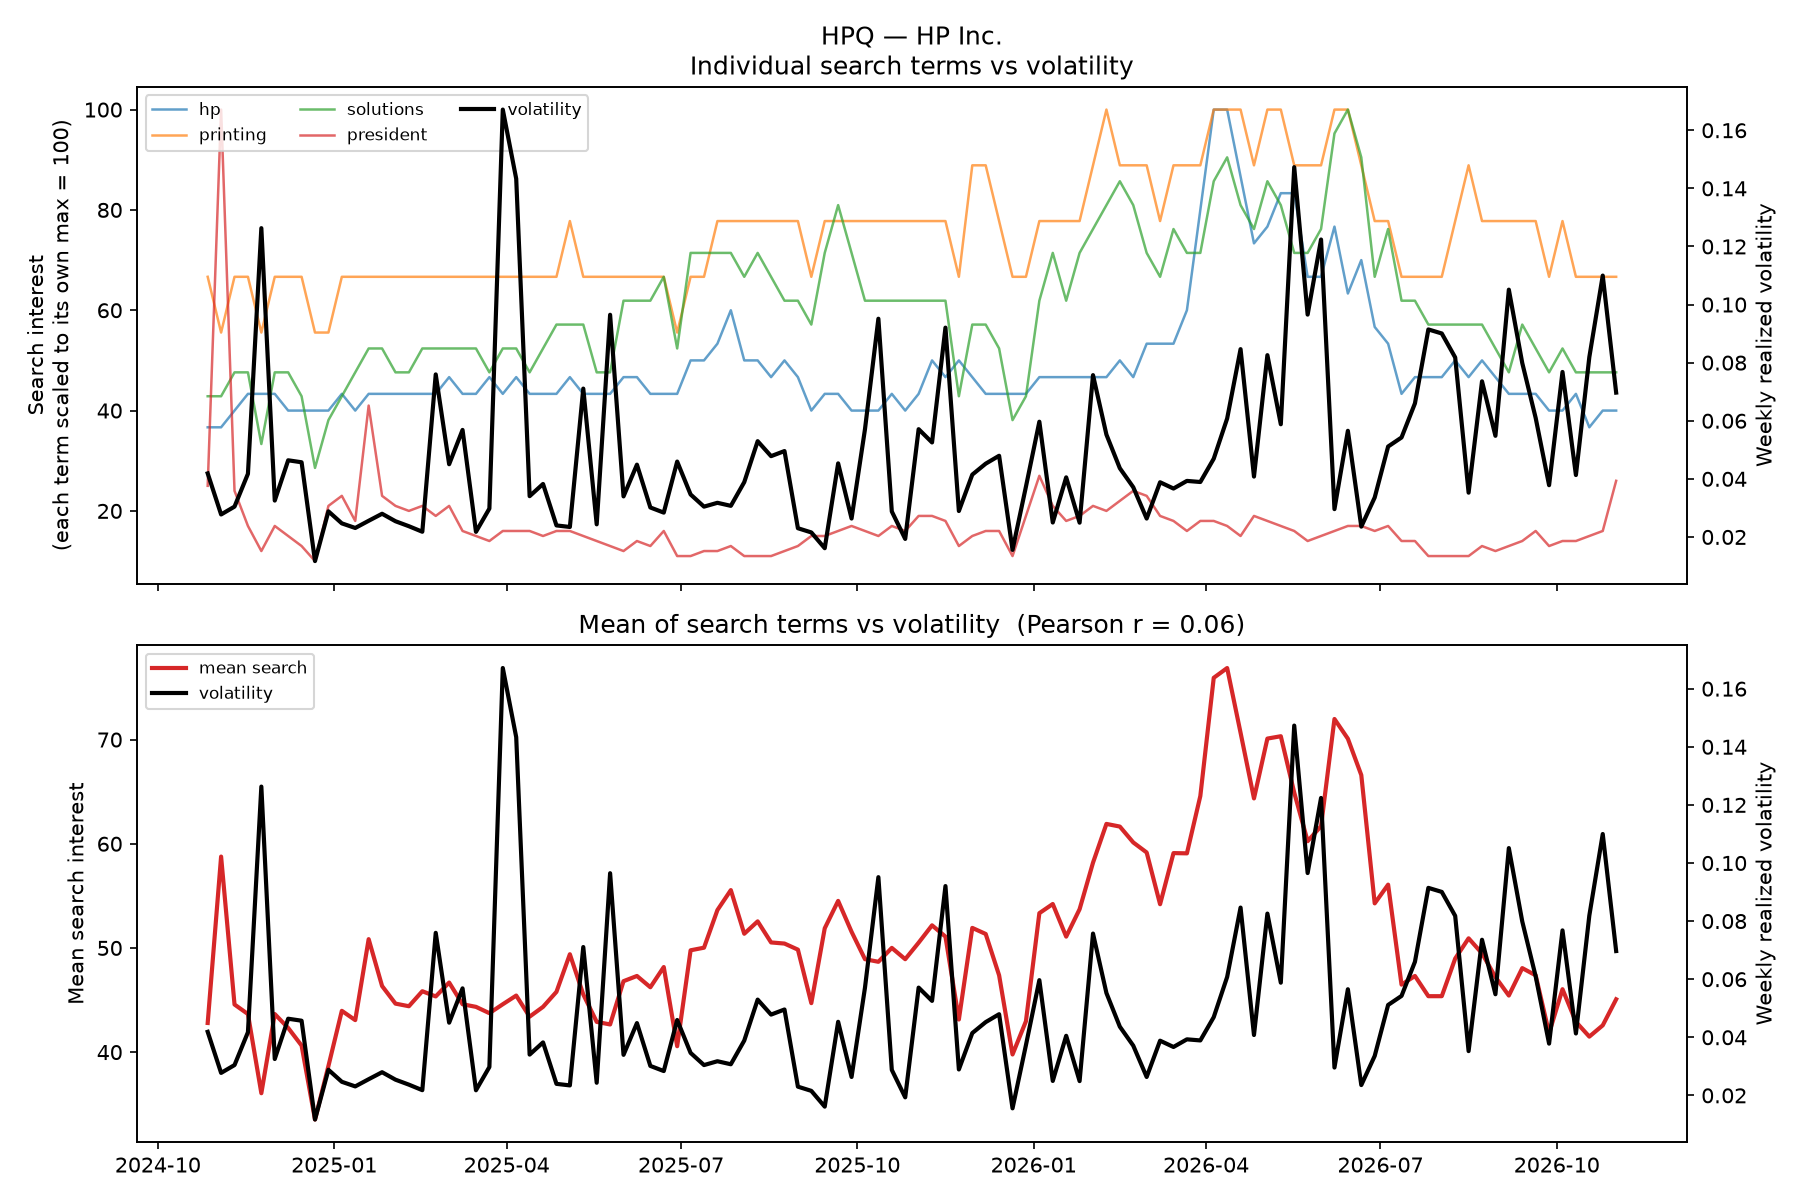 HPQ — HP Inc.
Individual search terms vs volatility
hp
printing
solutions
president
volatility
100
80
60
40
20
Search interest
(each term scaled to its own max = 100)
0.16
0.14
0.12
0.10
0.08
0.06
0.04
0.02
Weekly realized volatility
Mean of search terms vs volatility (Pearson r = 0.06)
mean search
volatility
70
60
50
40
Mean search interest
0.16
0.14
0.12
0.10
0.08
0.06
0.04
0.02
Weekly realized volatility
2024-10
2025-01
2025-04
2025-07
2025-10
2026-01
2026-04
2026-07
2026-10